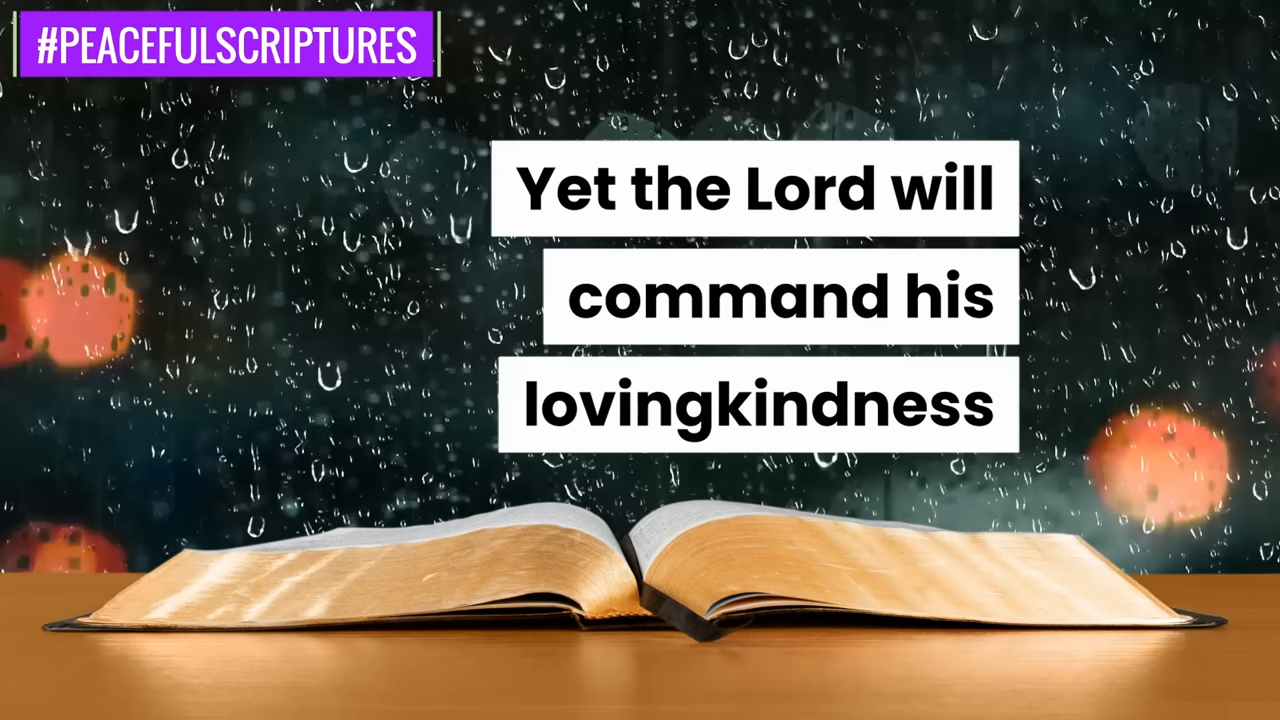 #PEACEFULSCRIPTURES
Yet the Lord will
command his
lovingkindness